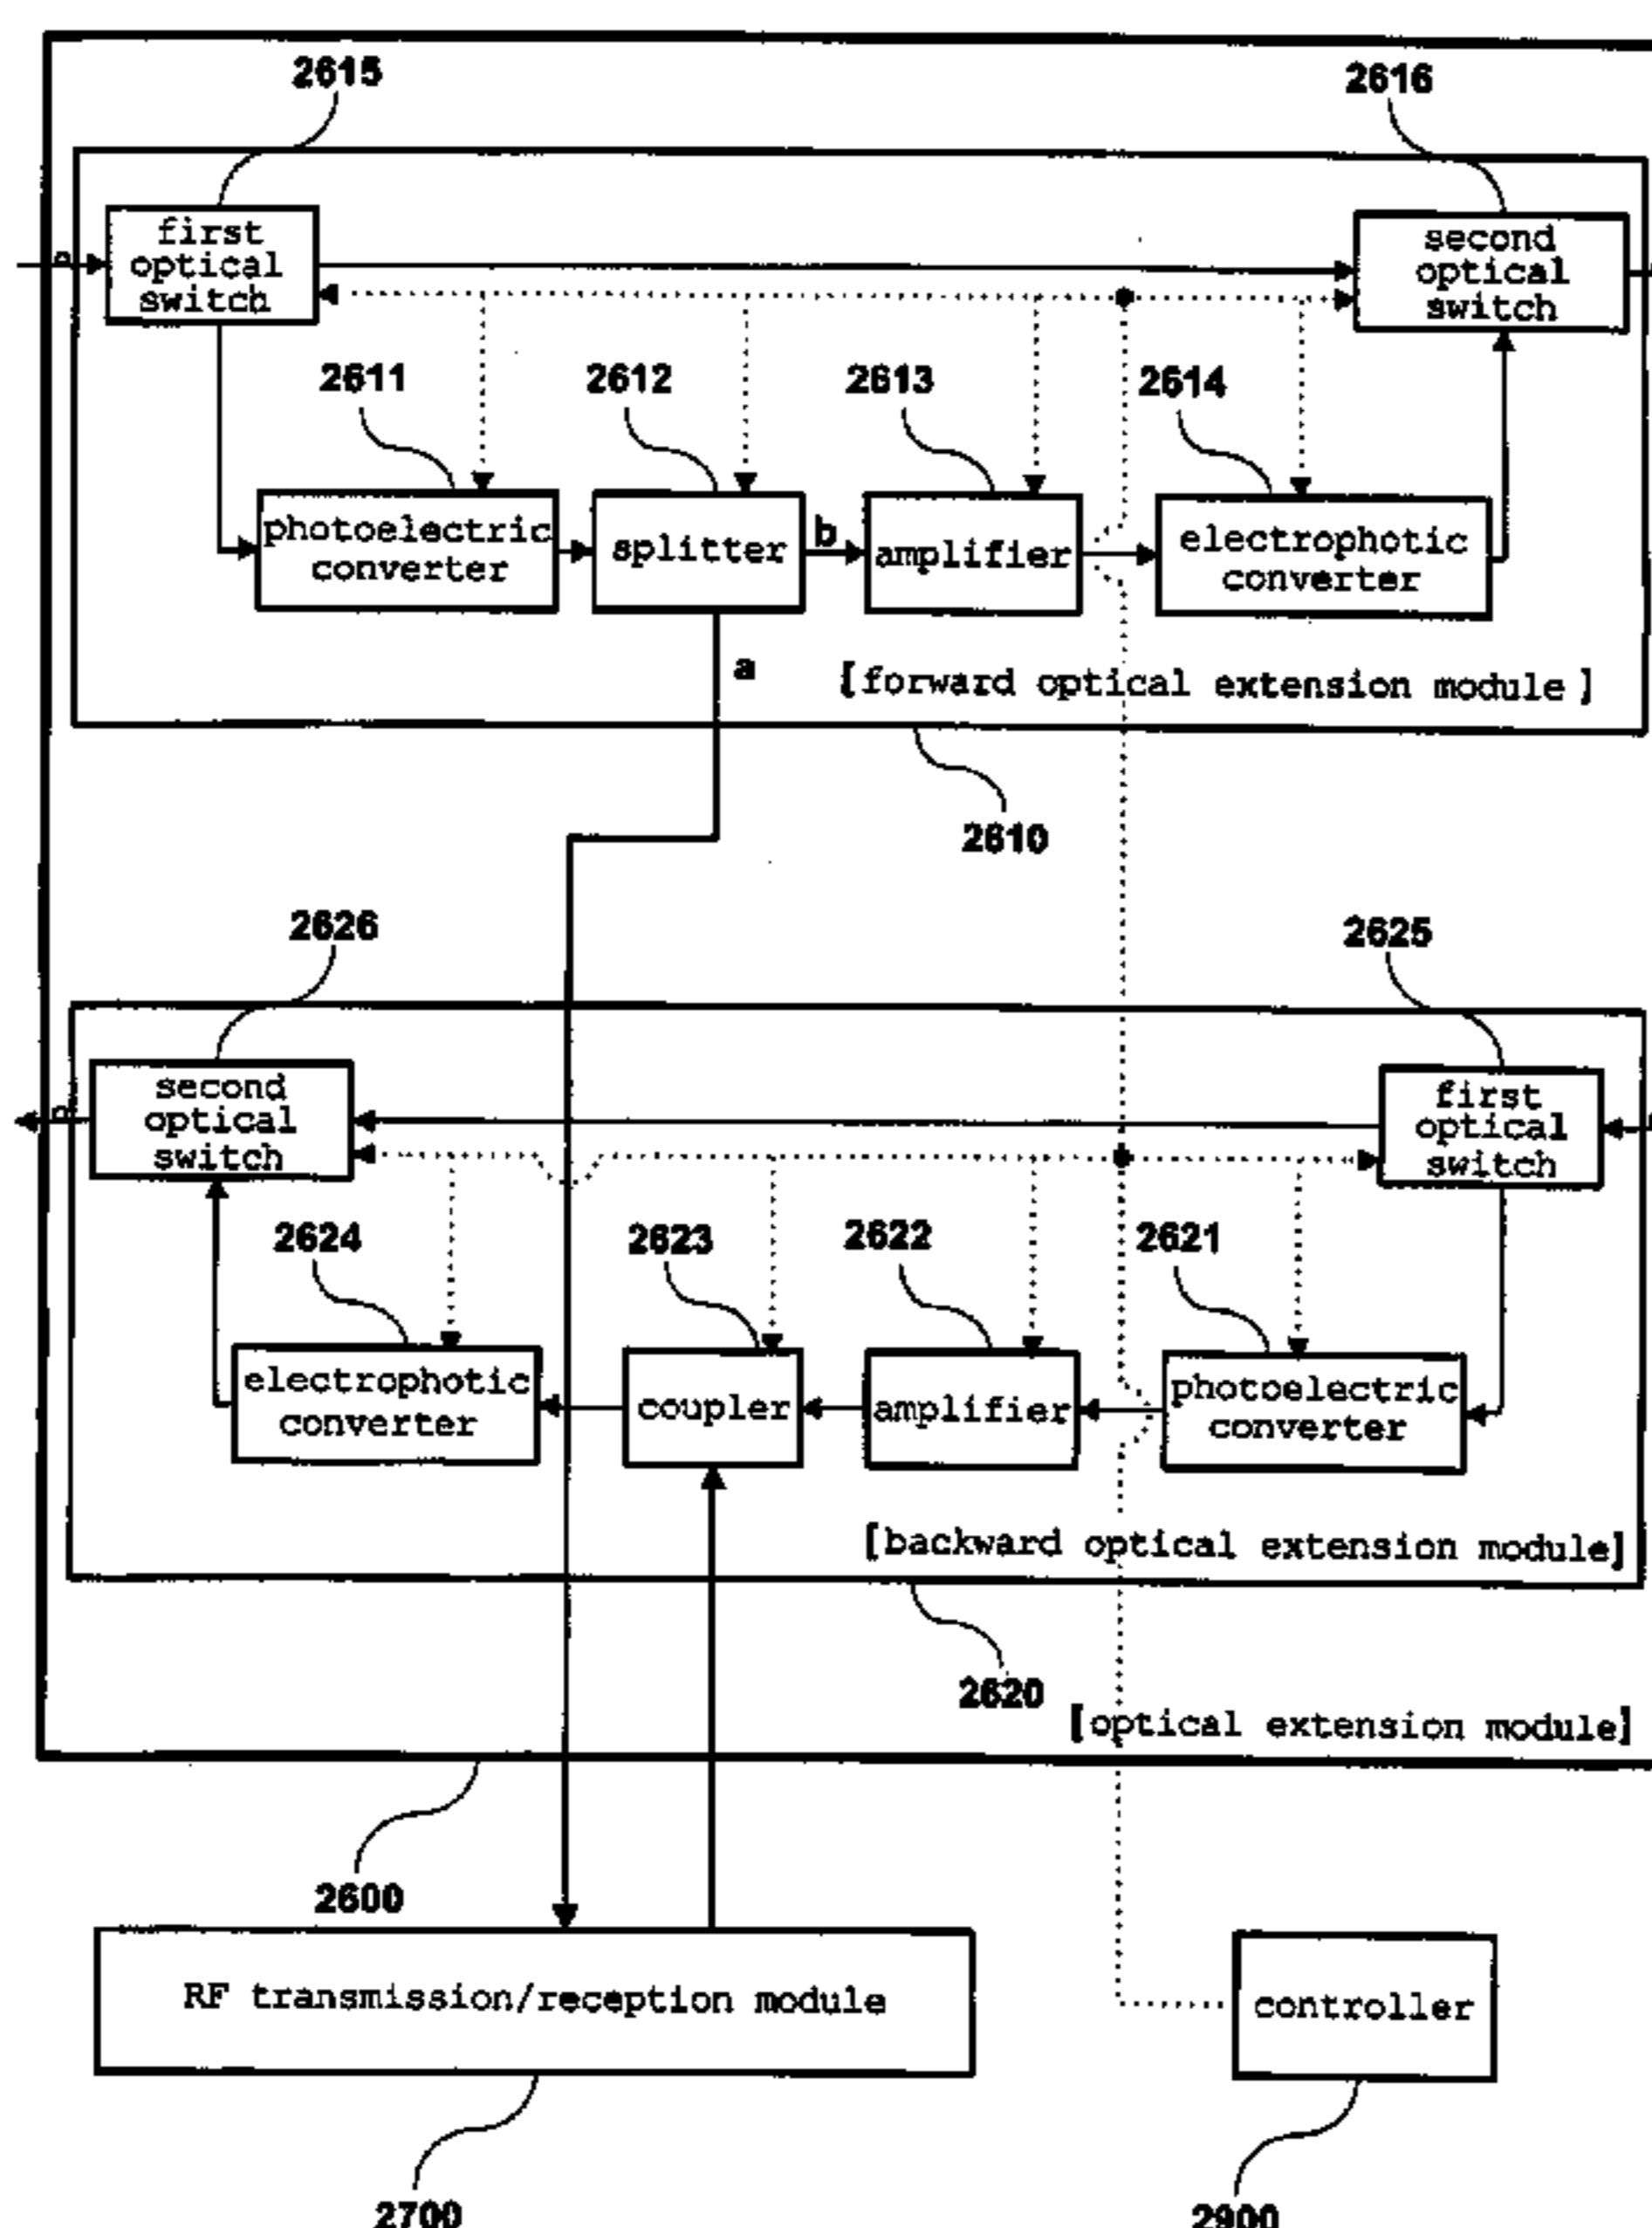 2615
2616
first
optical
switch
second
optical
switch
2611
2612
2613
2614
photoelectric
converter
splitter
b
amplifier
electrophotic
converter
a
[forward optical extension module]
2610
2626
2625
second
optical
switch
first
optical
switch
2624
2623
2622
2621
electrophotic
converter
coupler
amplifier
photoelectric
converter
[backward optical extension module]
2620
[optical extension module]
2600
RF transmission/reception module
controller
2700
2900